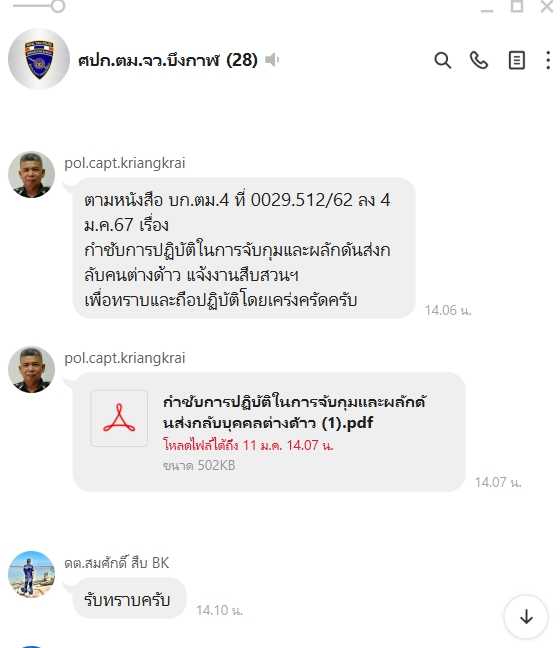 ศปก.ตม.จว.บึงกาฬ (28)
pol.capt.kriangkrai
ตามหนังสือ บก.ตม.4 ที่ 0029.512/62 ลง 4
ม.ค.67 เรื่อง
กำชับการปฏิบัติในการจับกุมและผลักดันส่งก
ลับคนต่างด้าว แจ้งงานสืบสวนฯ
เพื่อทราบและถือปฏิบัติโดยเคร่งครัดครับ
14.06 น.
pol.capt.kriangkrai
กำชับการปฏิบัติในการจับกุมและผลักดั
นส่งกลับบุคคลต่างด้าว (1).pdf
โหลดไฟล์ได้ถึง 11 ม.ค. 14.07 น.
ขนาด 502KB
14.07 น.
ดต.สมศักดิ์ สืบ BK
รับทราบครับ
14.10 น.